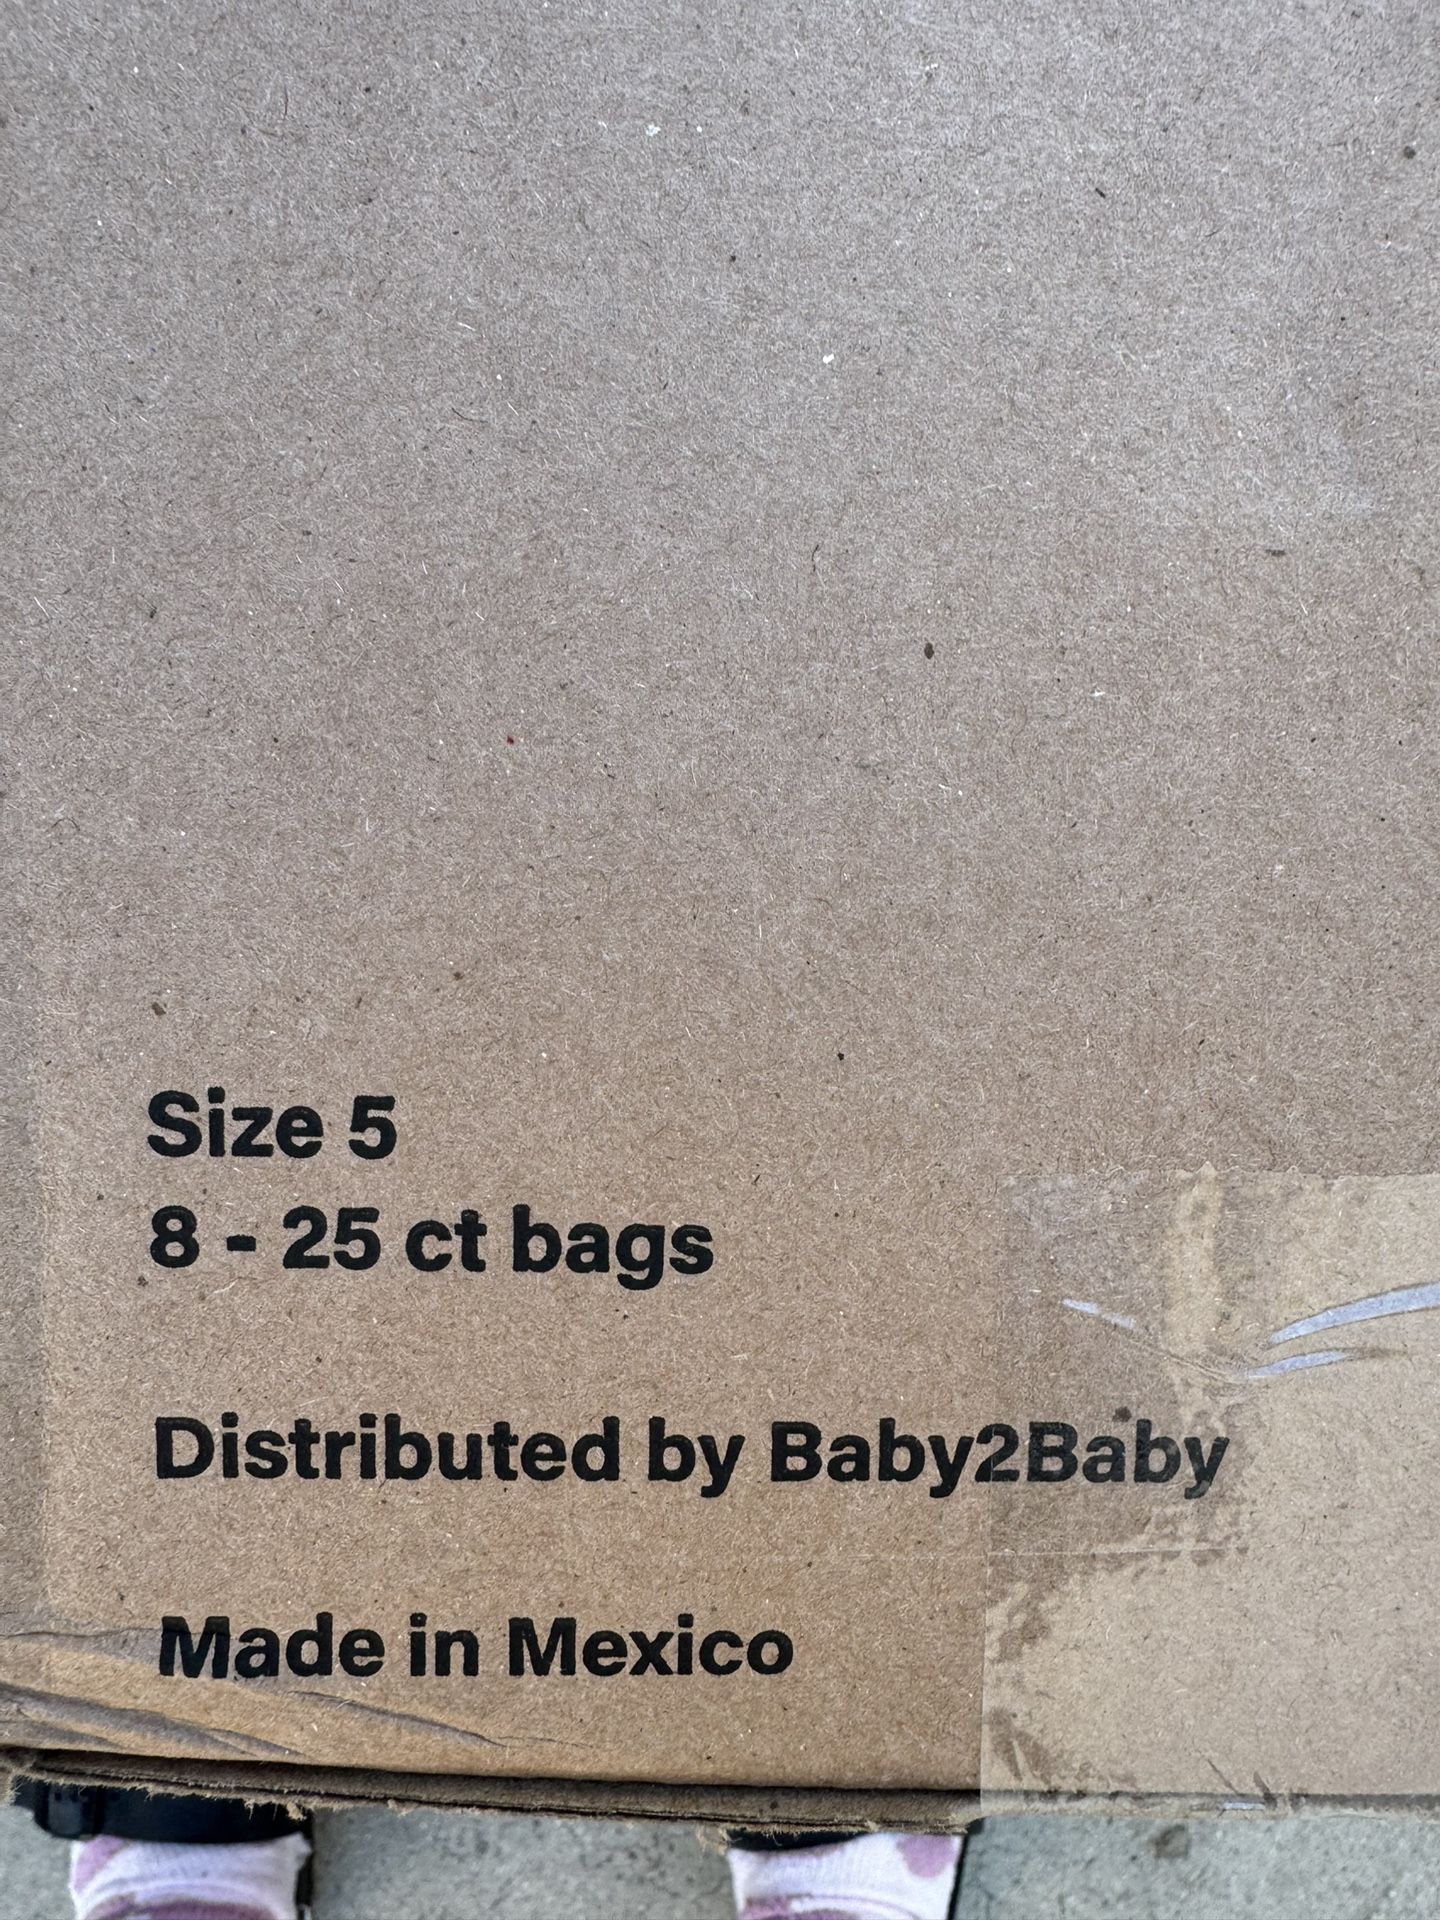 Size 5
8 - 25 ct bags
Distributed by Baby2Baby
Made in Mexico